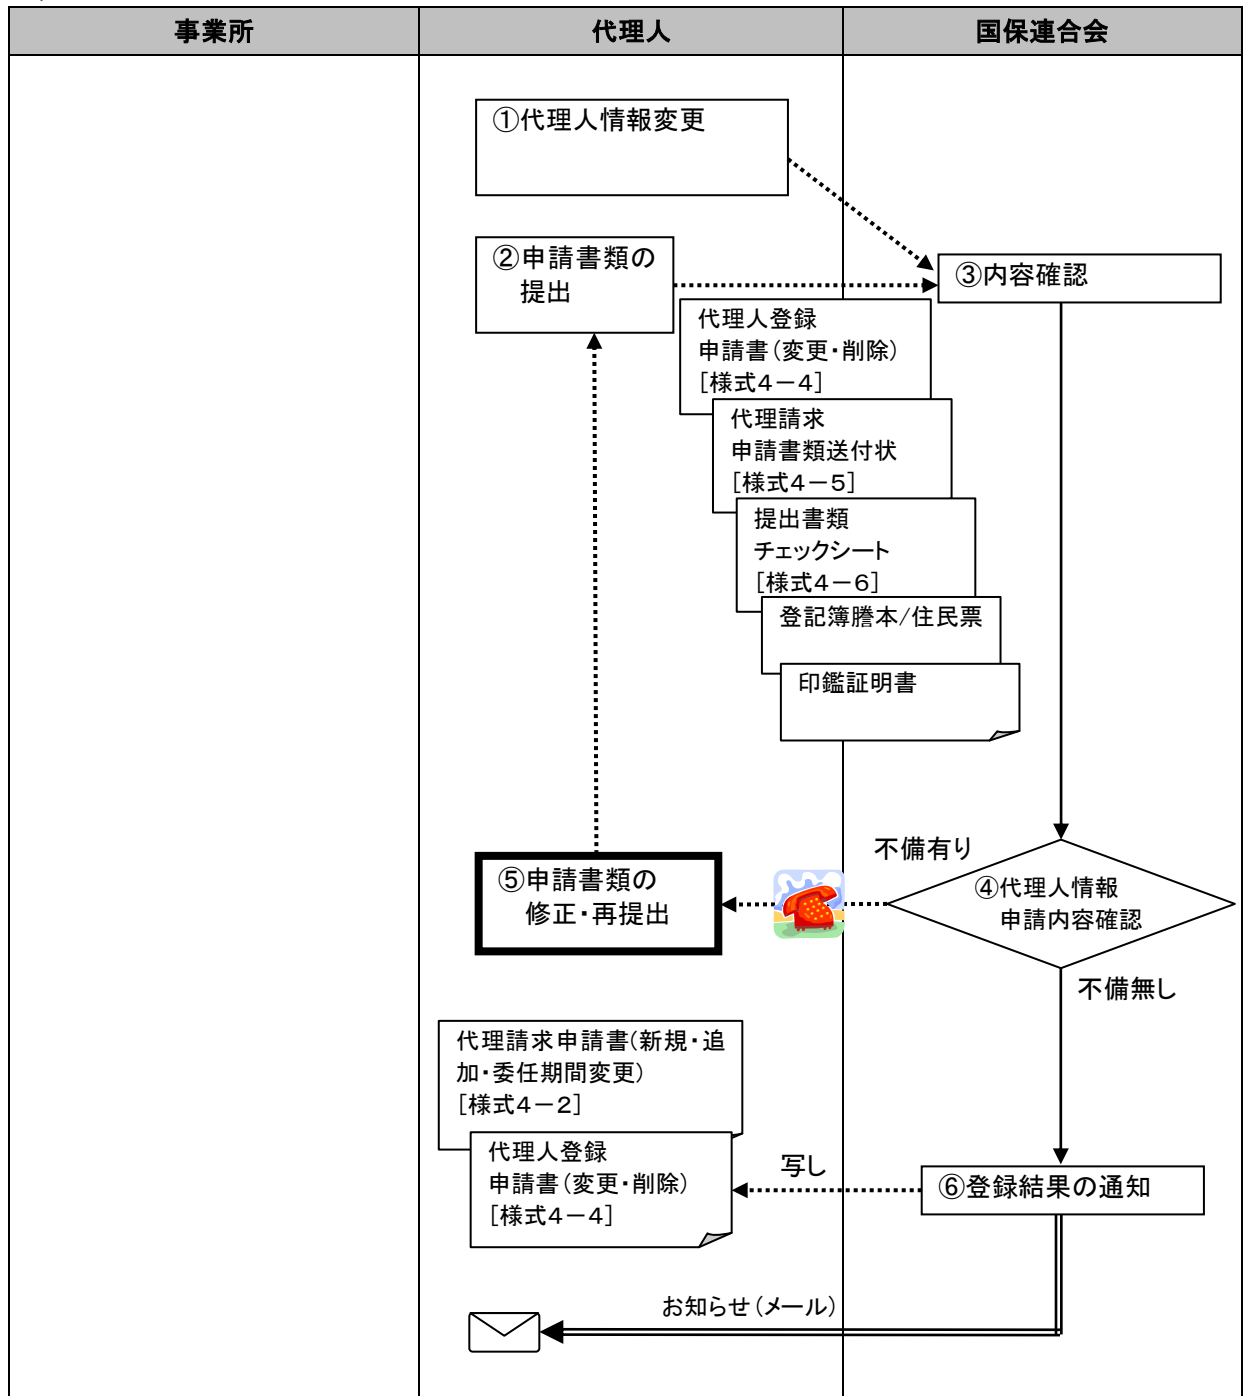 事業所
代理人
国保連合会
①代理人情報変更
②申請書類の
提出
③内容確認
代理人登録
申請書（変更・削除）
[様式4－4]
代理請求
申請書類送付状
[様式4－5]
提出書類
チェックシート
[様式4－6]
登記簿謄本/住民票
印鑑証明書
不備有り
④代理人情報
申請内容確認
⑤申請書類の
修正・再提出
不備無し
代理請求申請書（新規・追
加・委任期間変更）
[様式4－2]
代理人登録
申請書（変更・削除）
[様式4－4]
写し
⑥登録結果の通知
お知らせ（メール）